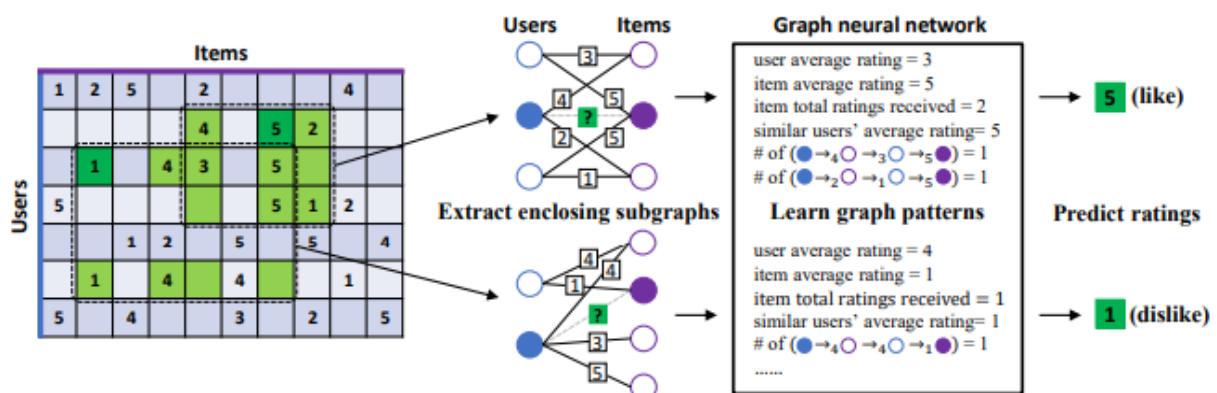 Items
Users
1 2 5 2 4
4 5 2
1 4 3 5
5 5 1 2
1 2 5 5 4
1 4 4 1
5 4 3 2 5
Users Items
3
4 5
?
2 5
1
Extract enclosing subgraphs
4
4
1
?
3
5
Graph neural network
user average rating = 3
item average rating = 5
item total ratings received = 2
similar users' average rating= 5
# of (→4 →3 →5 ) = 1
# of (→2 →1 →5 ) = 1
Learn graph patterns
user average rating = 4
item average rating = 1
item total ratings received = 1
similar users' average rating= 1
# of (→4 →4 →1 ) = 1
......
5 (like)
Predict ratings
1 (dislike)